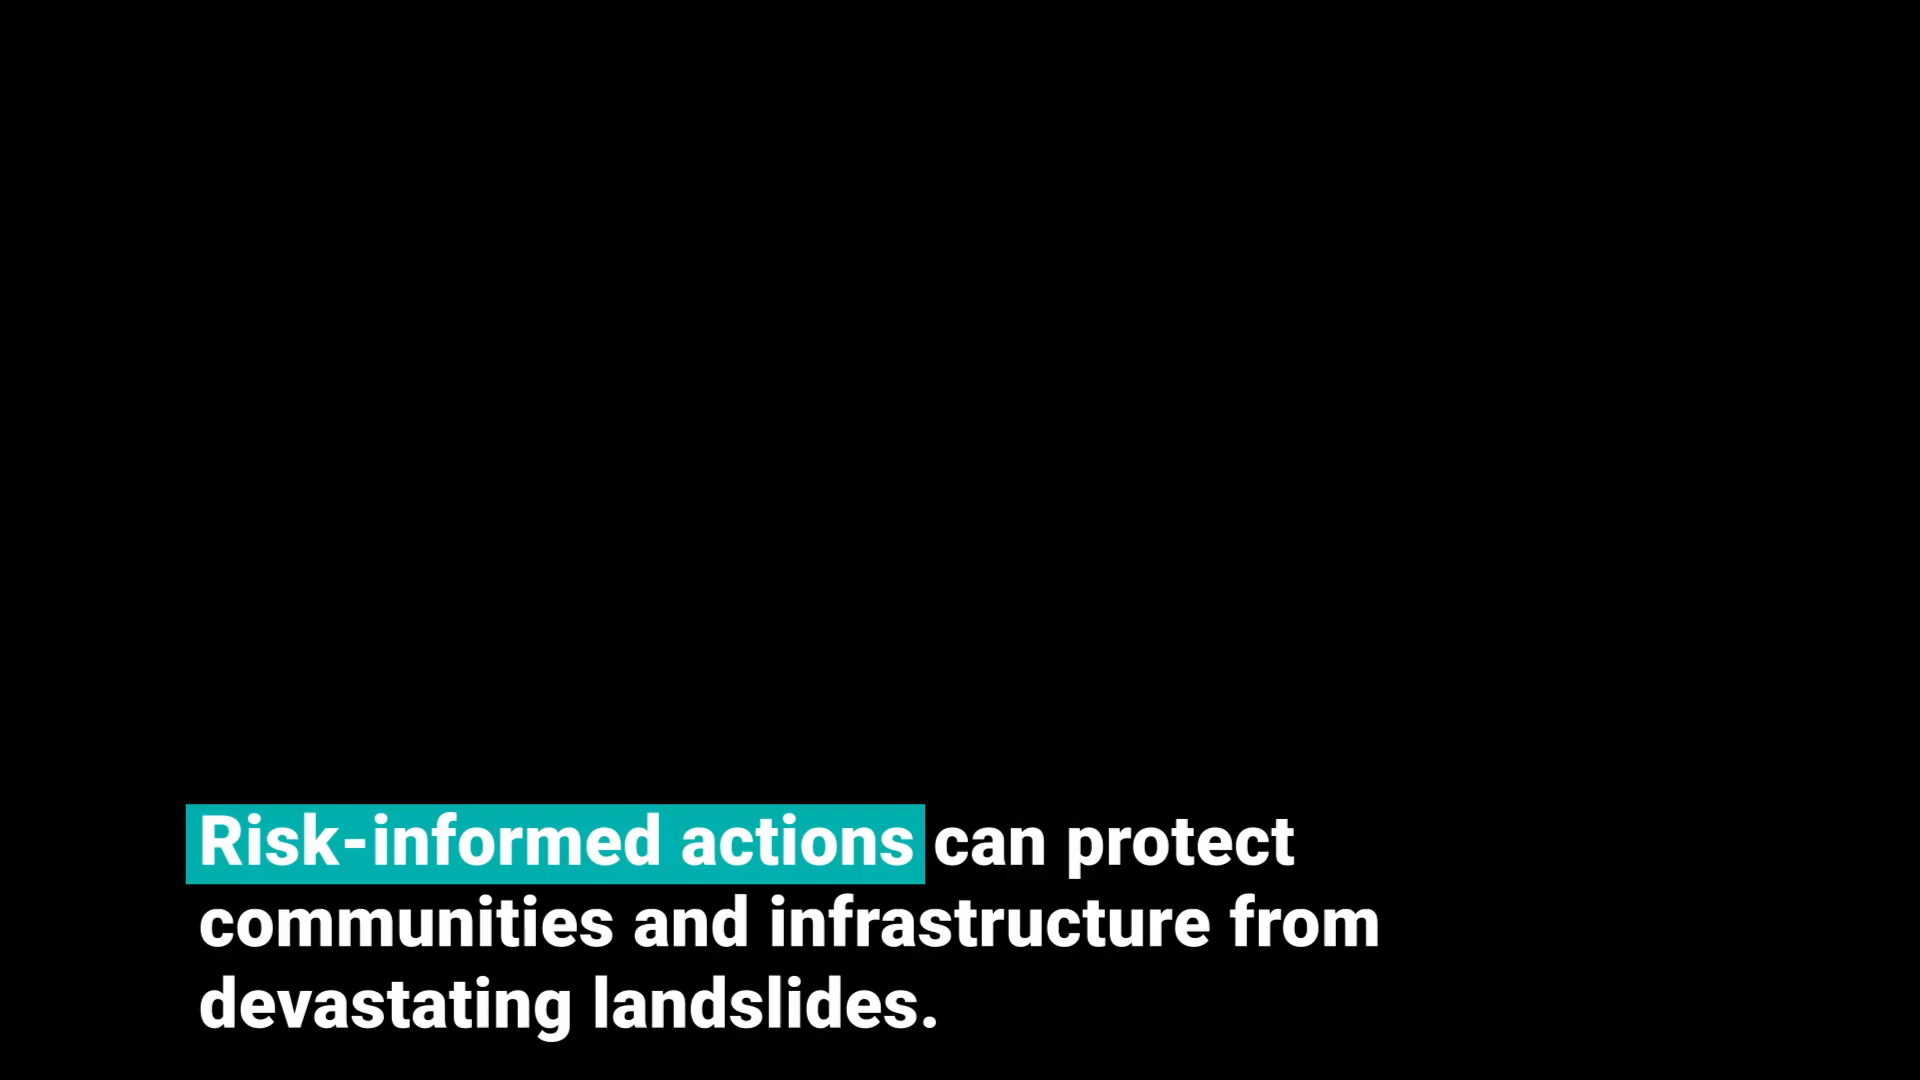 Risk-informed actions can protect
communities and infrastructure from
devastating landslides.